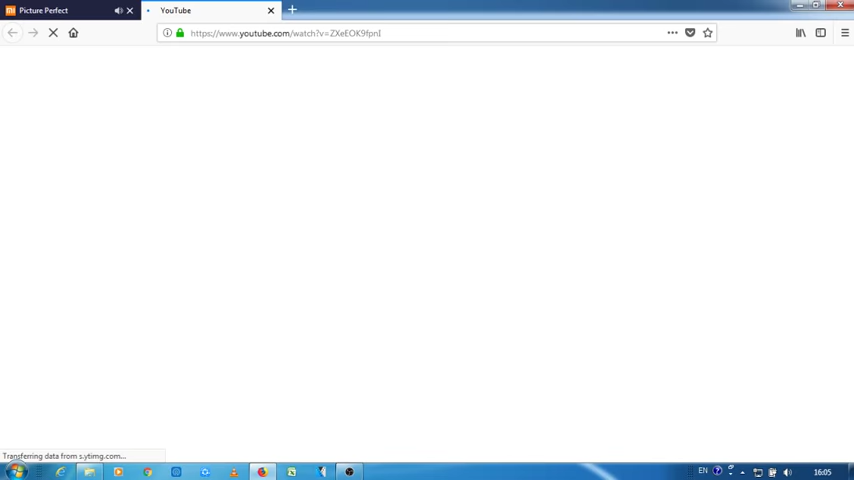 Picture Perfect
YouTube
https://www.youtube.com/watch?v=ZXeEOK9fpnI
Transferring data from s.ytimg.com...
EN
16:05